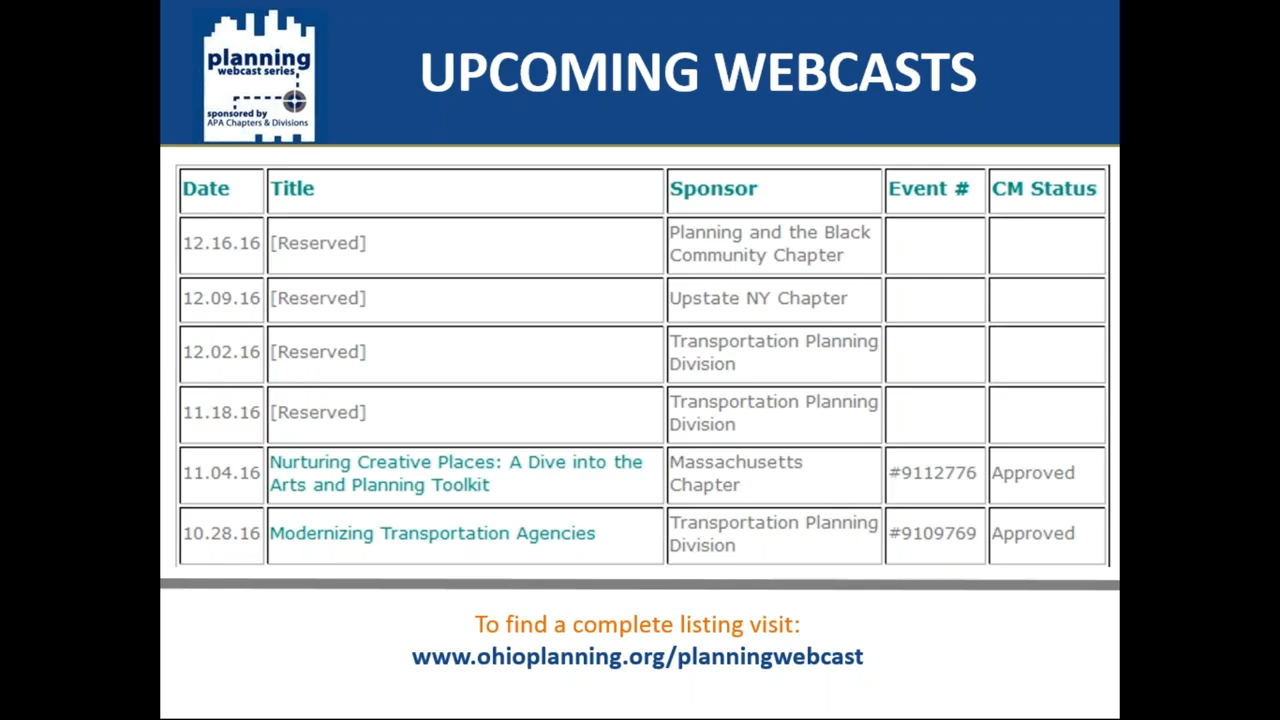 planning
webcast series
sponsored by
APA Chapters & Divisions
UPCOMING WEBCASTS
Date Title Sponsor Event # CM Status
12.16.16 [Reserved] Planning and the Black
Community Chapter
12.09.16 [Reserved] Upstate NY Chapter
12.02.16 [Reserved] Transportation Planning
Division
11.18.16 [Reserved] Transportation Planning
Division
11.04.16 Nurturing Creative Places: A Dive into the
Arts and Planning Toolkit Massachusetts
Chapter #9112776 Approved
10.28.16 Modernizing Transportation Agencies Transportation Planning
Division #9109769 Approved
To find a complete listing visit:
www.ohioplanning.org/planningwebcast